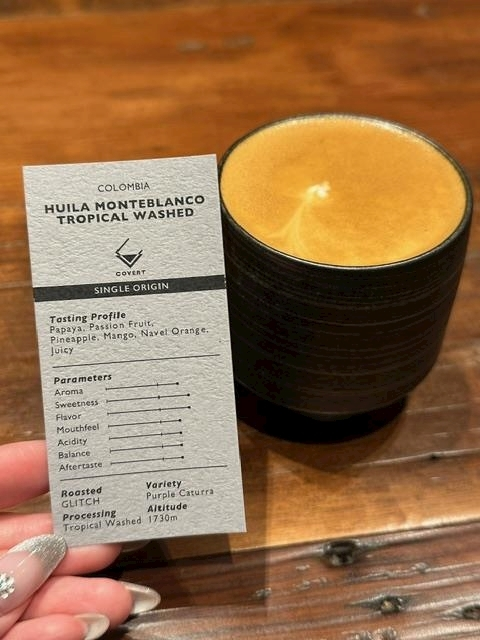 COLOMBIA
HUILA MONTEBLANCO
TROPICAL WASHED
COVERT
SINGLE ORIGIN
Tasting Profile
Papaya, Passion Fruit,
Pineapple, Mango, Navel Orange,
Juicy
Parameters
Aroma
Sweetness
Flavor
Mouthfeel
Acidity
Balance
Aftertaste
Roasted
GLITCH
Variety
Purple Caturra
Processing
Tropical Washed
Altitude
1730m